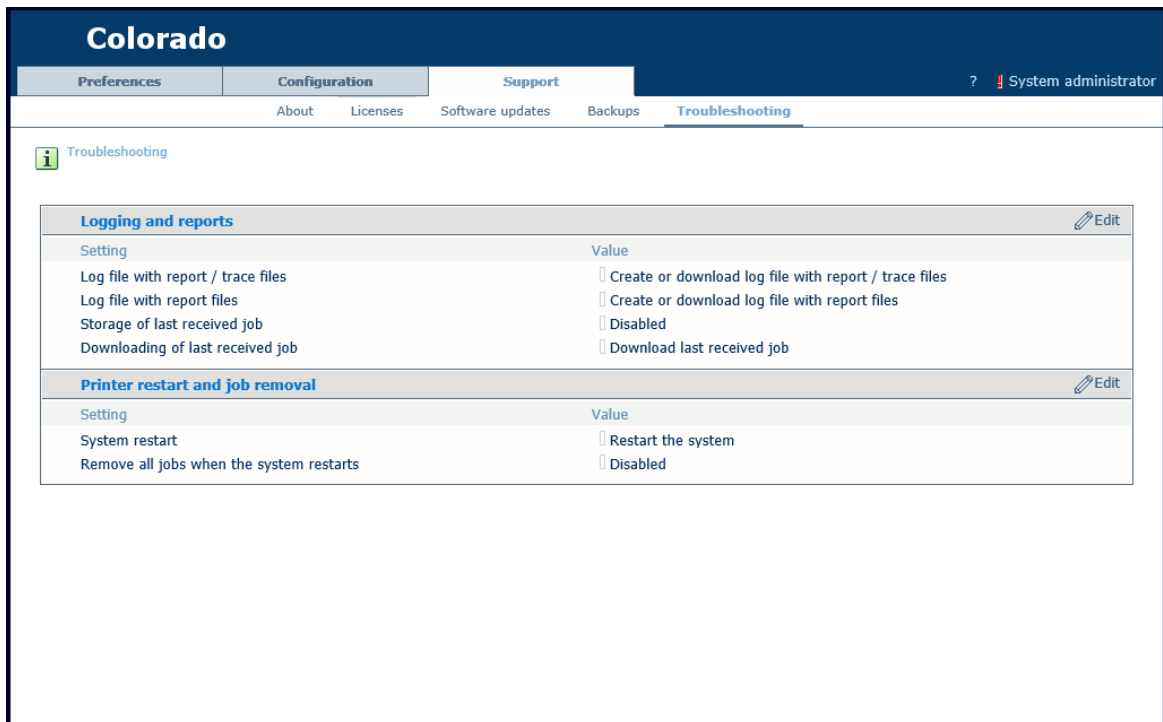 Colorado
Preferences Configuration Support ? System administrator
About Licenses Software updates Backups Troubleshooting
i Troubleshooting
Logging and reports Edit
Setting Value
Log file with report / trace files Create or download log file with report / trace files
Log file with report files Create or download log file with report files
Storage of last received job Disabled
Downloading of last received job Download last received job
Printer restart and job removal Edit
Setting Value
System restart Restart the system
Remove all jobs when the system restarts Disabled